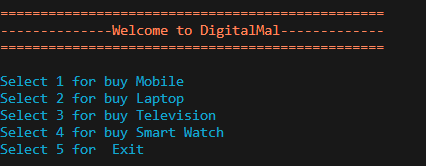 ================================================
--------------Welcome to DigitalMal-------------
================================================
Select 1 for buy Mobile
Select 2 for buy Laptop
Select 3 for buy Television
Select 4 for buy Smart Watch
Select 5 for  Exit